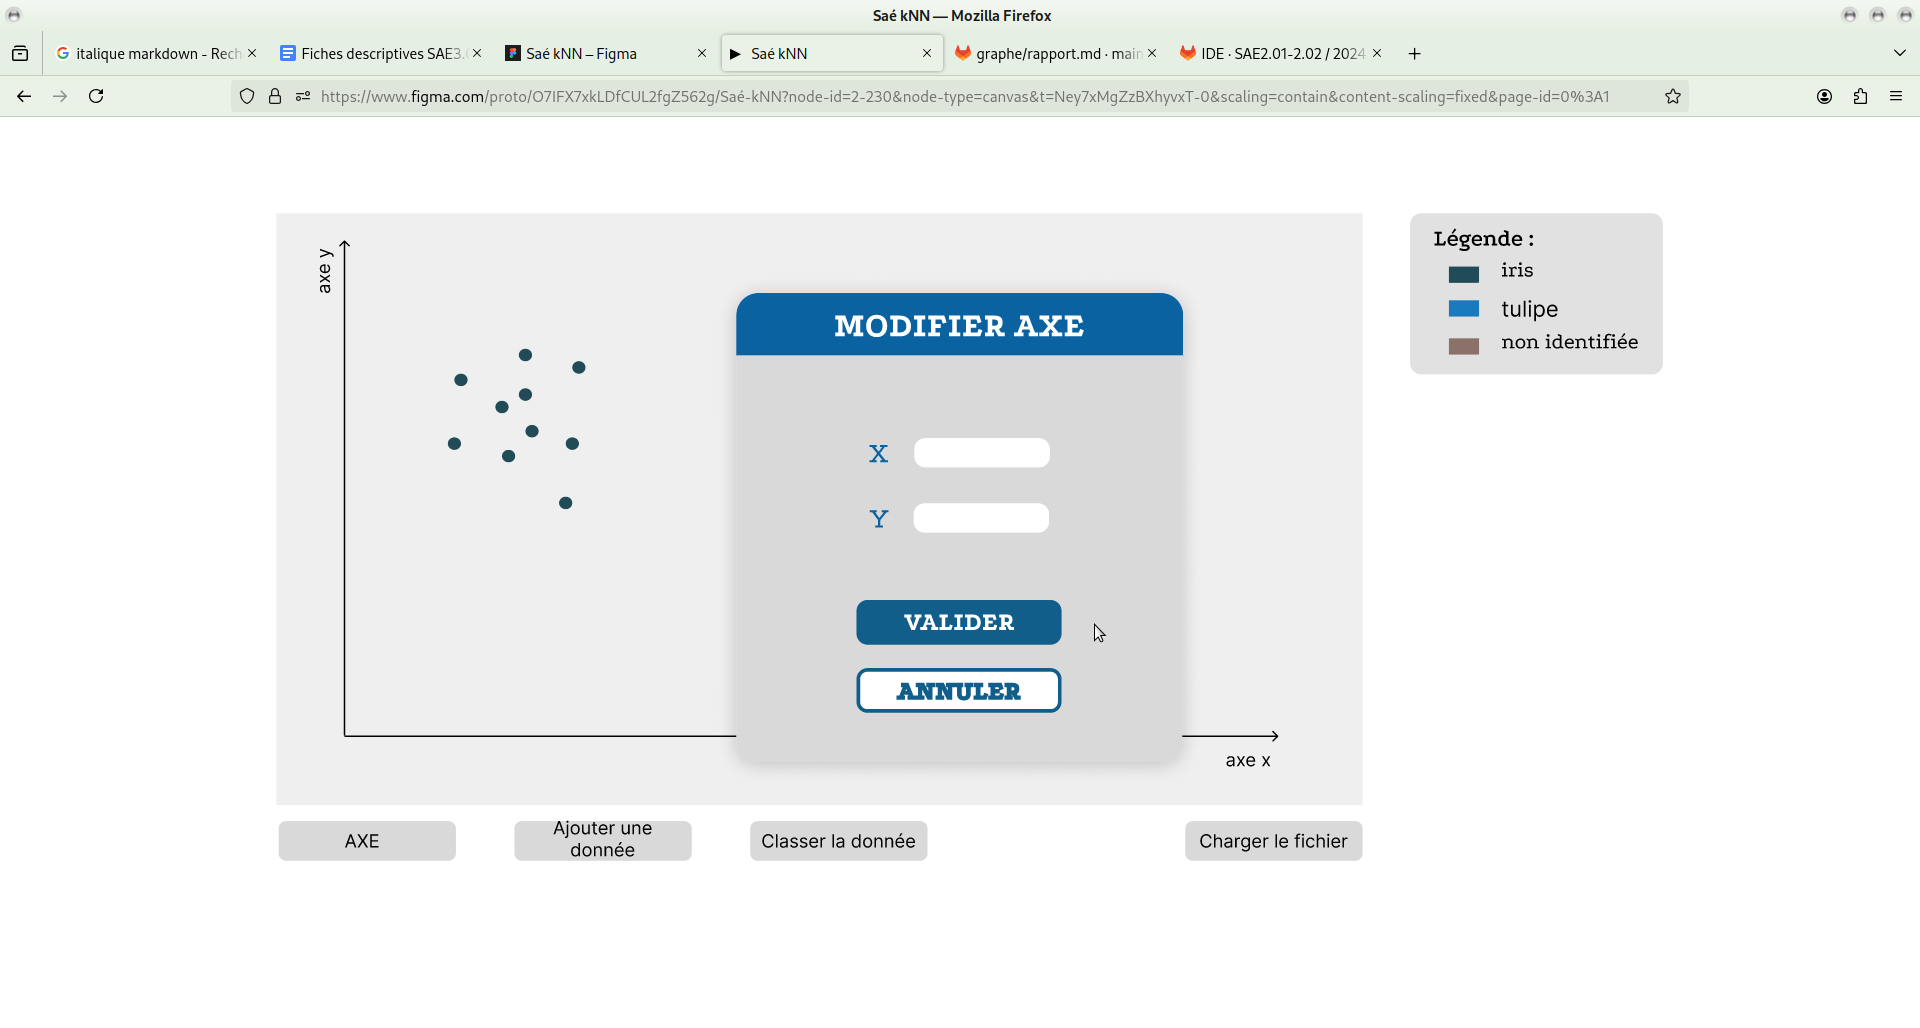 Saé kNN — Mozilla Firefox
italique markdown - Rech
Fiches descriptives SAE3.
Saé kNN – Figma
Saé kNN
graphe/rapport.md · main
IDE · SAE2.01-2.02 / 2024
https://www.figma.com/proto/O7IFX7xkLDfCUL2fgZ562g/Saé-kNN?node-id=2-230&node-type=canvas&t=Ney7xMgZzBXhyvxT-0&scaling=contain&content-scaling=fixed&page-id=0%3A1
axe y
MODIFIER AXE
X
Y
VALIDER
ANNULER
axe x
Légende :
iris
tulipe
non identifiée
AXE
Ajouter une
donnée
Classer la donnée
Charger le fichier